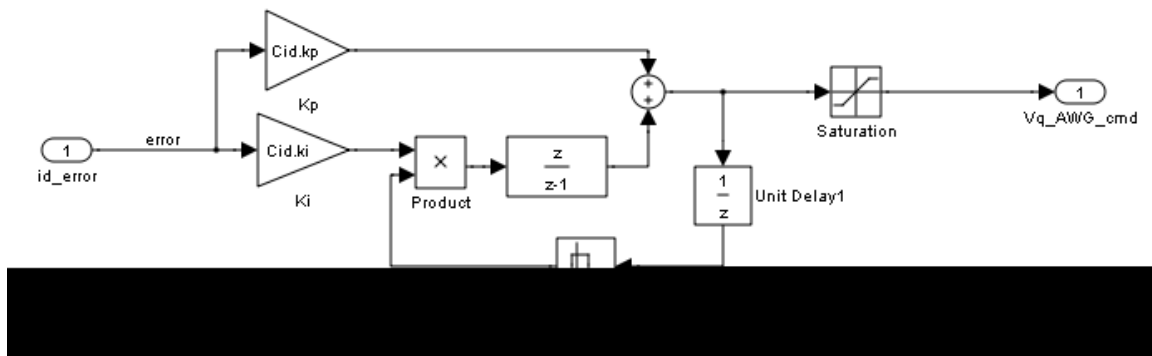 Cid.kp
Kp
1
error
id_error
Cid.ki
Ki
×
Product
z
z-1
+
+
1
z
Unit Delay1
Saturation
1
Vq_AWG_cmd